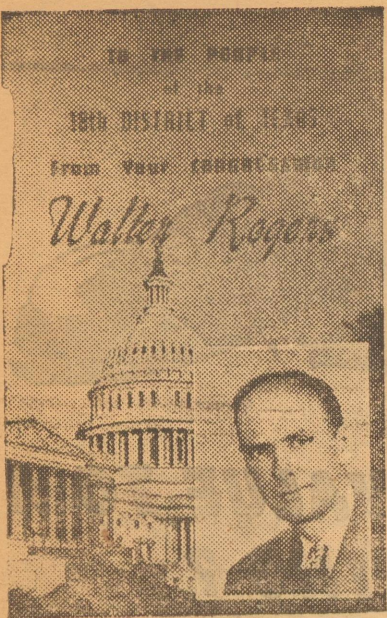 TO THE PEOPLE
of the
18th DISTRICT of TEXAS
From Your CONGRESSMAN
Walter Rogers